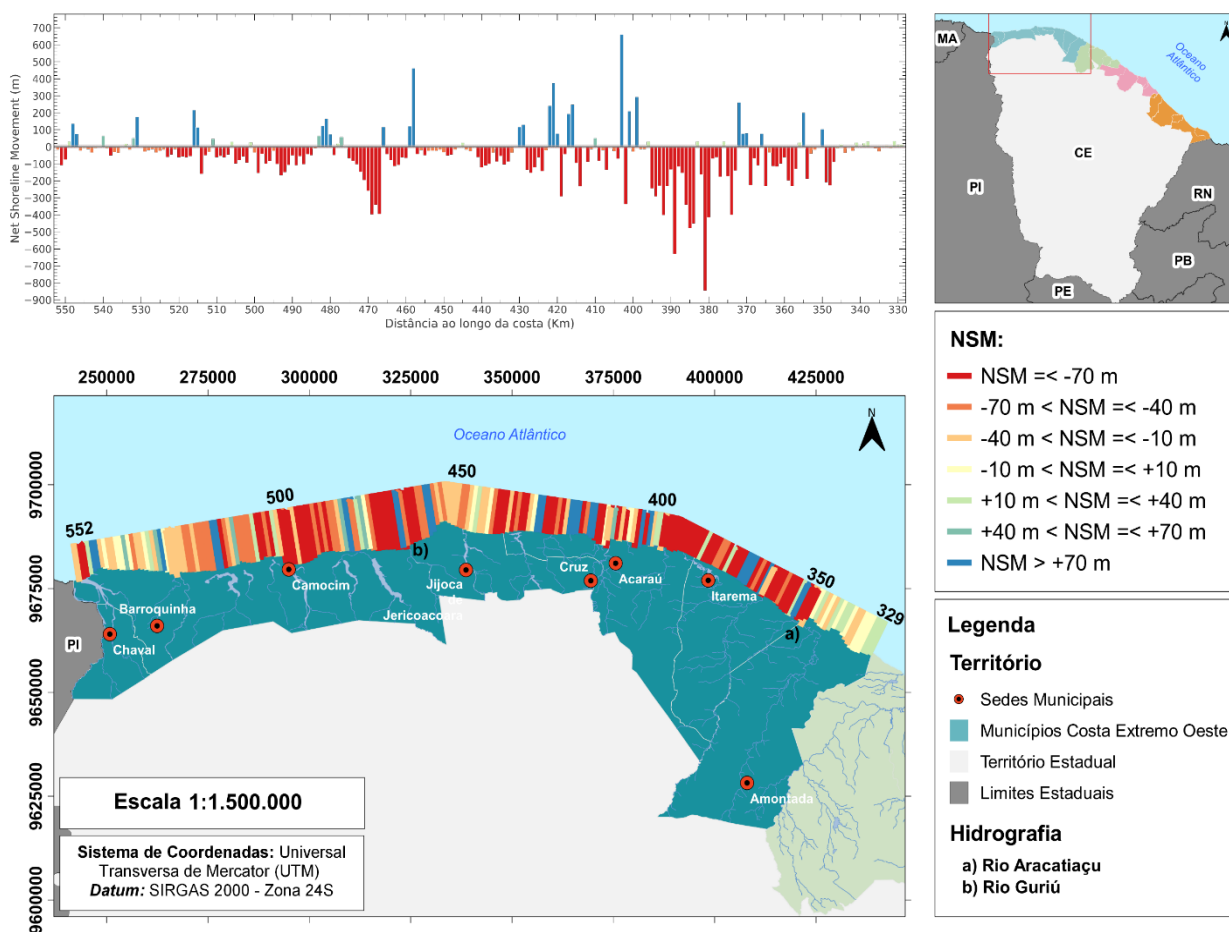 Net Shoreline Movement (m)
700
600
500
400
300
200
100
0
-100
-200
-300
-400
-500
-600
-700
-800
-900
550 540 530 520 510 500 490 480 470 460 450 440 430 420 410 400 390 380 370 360 350 340 330
Distância ao longo da costa (Km)
N
MA
Oceano
Atlântico
CE
PI
RN
PB
PE
NSM:
NSM =< -70 m
-70 m < NSM =< -40 m
-40 m < NSM =< -10 m
-10 m < NSM =< +10 m
+10 m < NSM =< +40 m
+40 m < NSM =< +70 m
NSM > +70 m
250000 275000 300000 325000 350000 375000 400000 425000
9700000
9675000
9650000
9625000
9600000
Oceano Atlântico
N
552
500
450
400
350
329
b)
a)
PI
Barroquinha
Chaval
Camocim
Jijoca
de
Jericoacoara
Cruz
Acaraú
Itarema
Amontada
Escala 1:1.500.000
Sistema de Coordenadas: Universal
Transversa de Mercator (UTM)
Datum: SIRGAS 2000 - Zona 24S
Legenda
Território
Sedes Municipais
Municípios Costa Extremo Oeste
Território Estadual
Limites Estaduais
Hidrografia
a) Rio Aracatiaçu
b) Rio Guriú